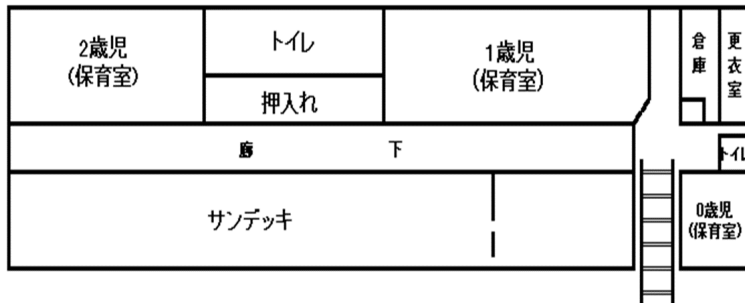 2歳児
(保育室)
トイレ
押入れ
1歳児
(保育室)
倉庫
更衣室
廊下
トイレ
サンデッキ
0歳児
(保育室)